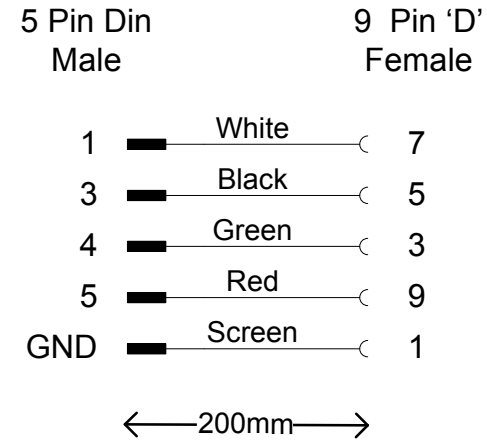 5 Pin Din 9 Pin ‘D’
Male Female
1 White 7
3 Black 5
4 Green 3
5 Red 9
GND Screen 1
200mm